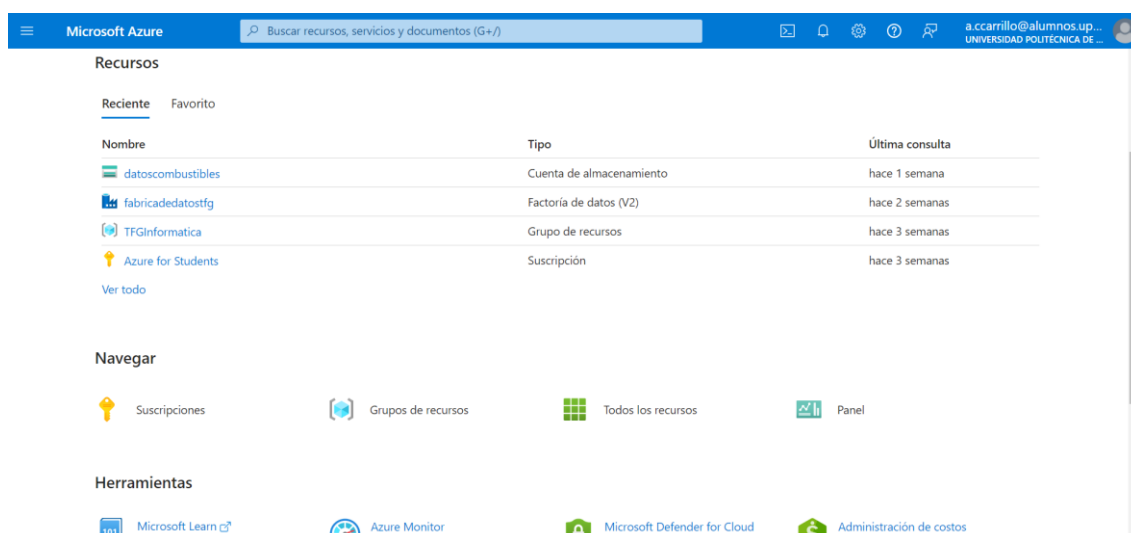 Microsoft Azure
Buscar recursos, servicios y documentos (G+/)
a.ccarrillo@alumnos.up...
UNIVERSIDAD POLITÉCNICA DE ...
Recursos
Reciente Favorito
Nombre Tipo Última consulta
datoscombustibles Cuenta de almacenamiento hace 1 semana
fabricadedatostfg Factoría de datos (V2) hace 2 semanas
TFGInformatica Grupo de recursos hace 3 semanas
Azure for Students Suscripción hace 3 semanas
Ver todo
Navegar
Suscripciones Grupos de recursos Todos los recursos Panel
Herramientas
101 Microsoft Learn Azure Monitor Microsoft Defender for Cloud $ Administración de costos